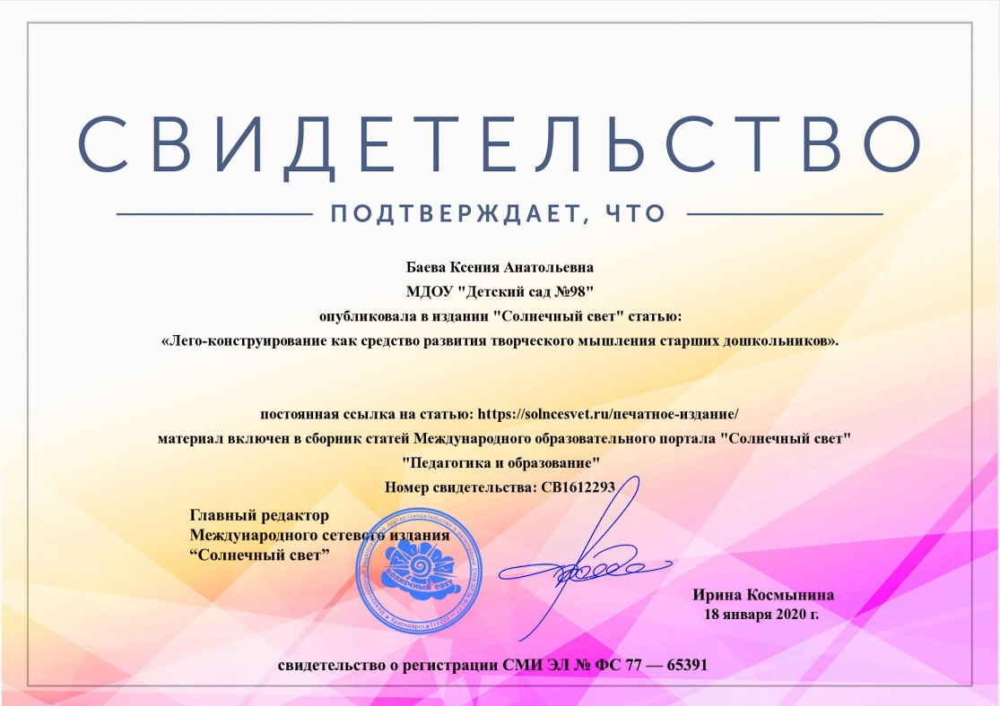 СВИДЕТЕЛЬСТВО
ПОДТВЕРЖДАЕТ, ЧТО
Баева Ксения Анатольевна
МДОУ "Детский сад №98"
опубликовала в издании "Солнечный свет" статью:
«Лего-конструирование как средство развития творческого мышления старших дошкольников».
постоянная ссылка на статью: https://solncesvet.ru/печатное-издание/
материал включен в сборник статей Международного образовательного портала "Солнечный свет"
"Педагогика и образование"
Номер свидетельства: СВ1612293
Главный редактор
Международного сетевого издания
“Солнечный свет”
СОЛНЕЧНЫЙ СВЕТ
Ирина Космынина
18 января 2020 г.
свидетельство о регистрации СМИ ЭЛ № ФС 77 — 65391